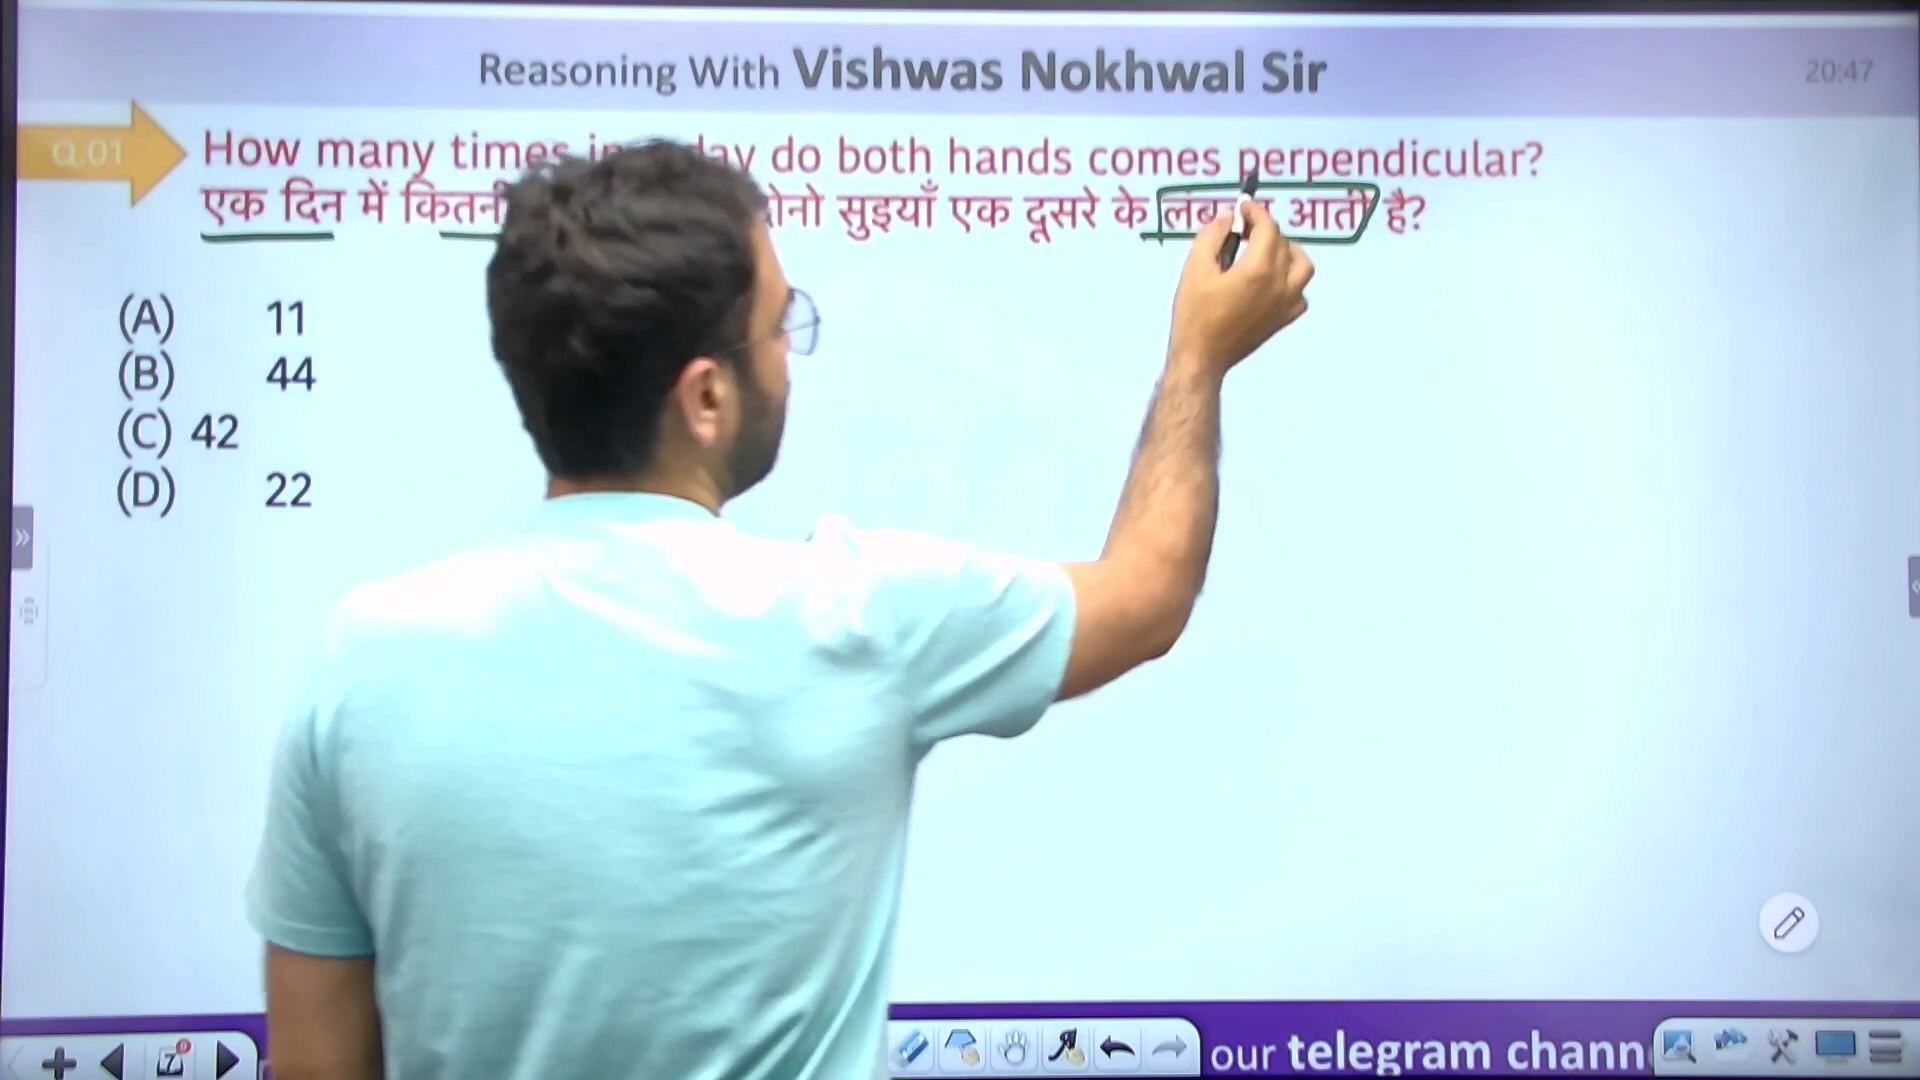 Reasoning With Vishwas Nokhwal Sir
20:47
Q.01
How many times in day do both hands comes perpendicular?
एक दिन में सुइयाँ एक दूसरे के आती है?
(A) 11
(B) 44
(C) 42
(D) 22
our telegram